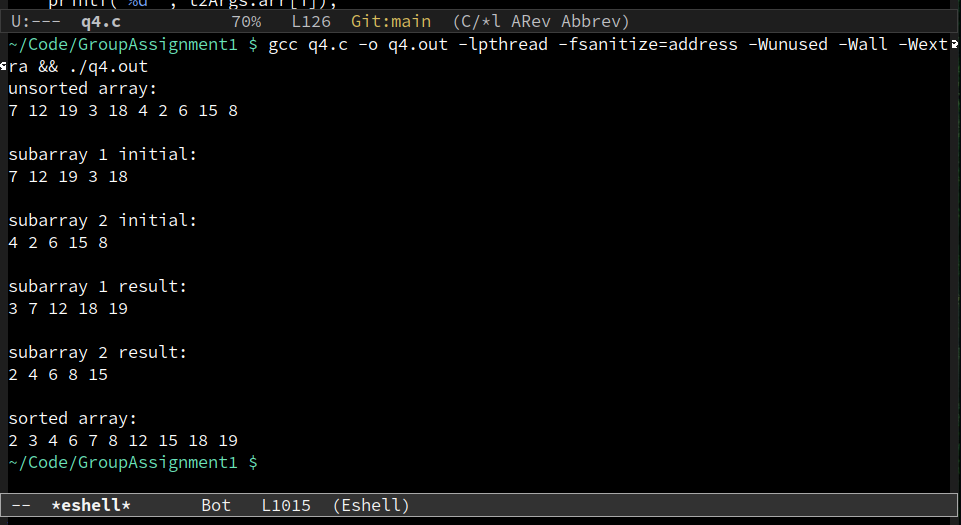 printf("%d ", t2Args.arr[i]);
U:--- q4.c 70% L126 Git:main (C/*l ARev Abbrev)
~/Code/GroupAssignment1 $ gcc q4.c -o q4.out -lpthread -fsanitize=address -Wunused -Wall -Wext
ra && ./q4.out
unsorted array:
7 12 19 3 18 4 2 6 15 8
subarray 1 initial:
7 12 19 3 18
subarray 2 initial:
4 2 6 15 8
subarray 1 result:
3 7 12 18 19
subarray 2 result:
2 4 6 8 15
sorted array:
2 3 4 6 7 8 12 15 18 19
~/Code/GroupAssignment1 $
-- *eshell* Bot L1015 (Eshell)